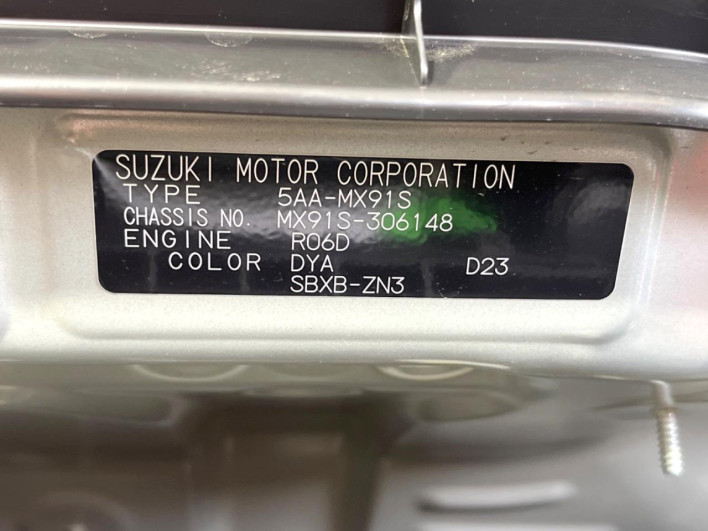 SUZUKI MOTOR CORPORATION
TYPE 5AA-MX91S
CHASSIS NO. MX91S-306148
ENGINE R06D
COLOR DYA D23
SBXB-ZN3